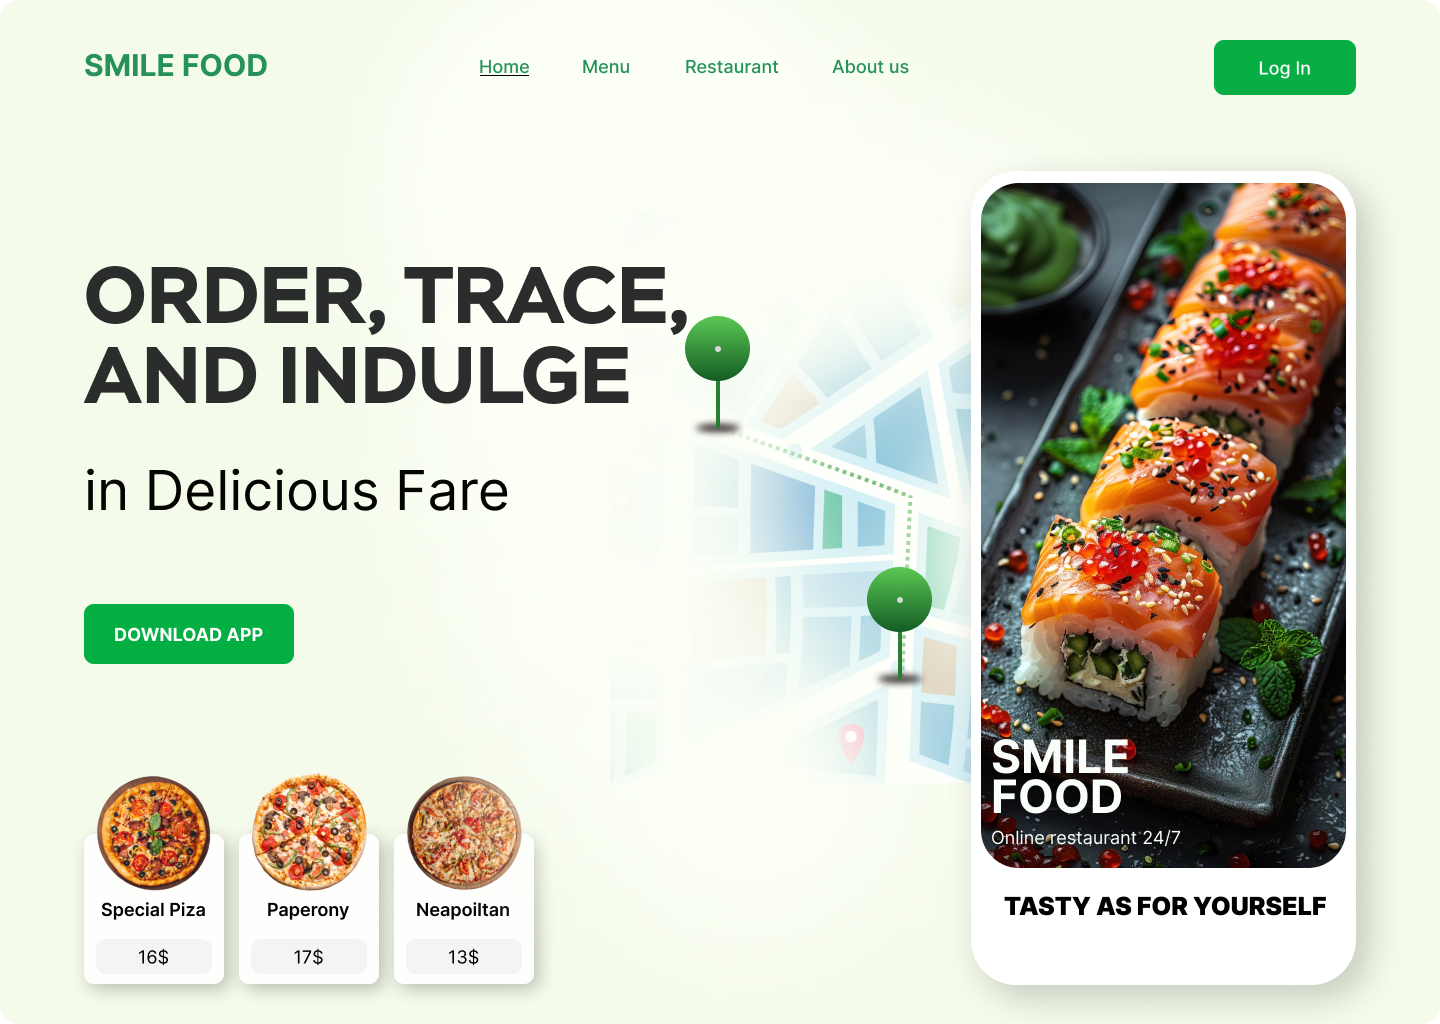 SMILE FOOD
Home
Menu
Restaurant
About us
Log In
ORDER, TRACE,
AND INDULGE
in Delicious Fare
DOWNLOAD APP
Special Piza
16$
Paperony
17$
Neapoiltan
13$
SMILE
FOOD
Online restaurant 24/7
TASTY AS FOR YOURSELF